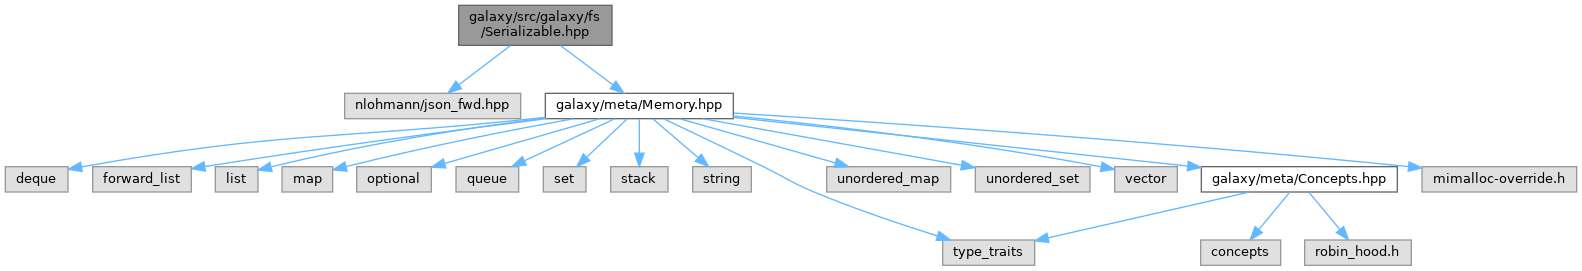 galaxy/src/galaxy/fs
/Serializable.hpp
nlohmann/json_fwd.hpp
galaxy/meta/Memory.hpp
deque
forward_list
list
map
optional
queue
set
stack
string
unordered_map
unordered_set
vector
galaxy/meta/Concepts.hpp
mimalloc-override.h
type_traits
concepts
robin_hood.h